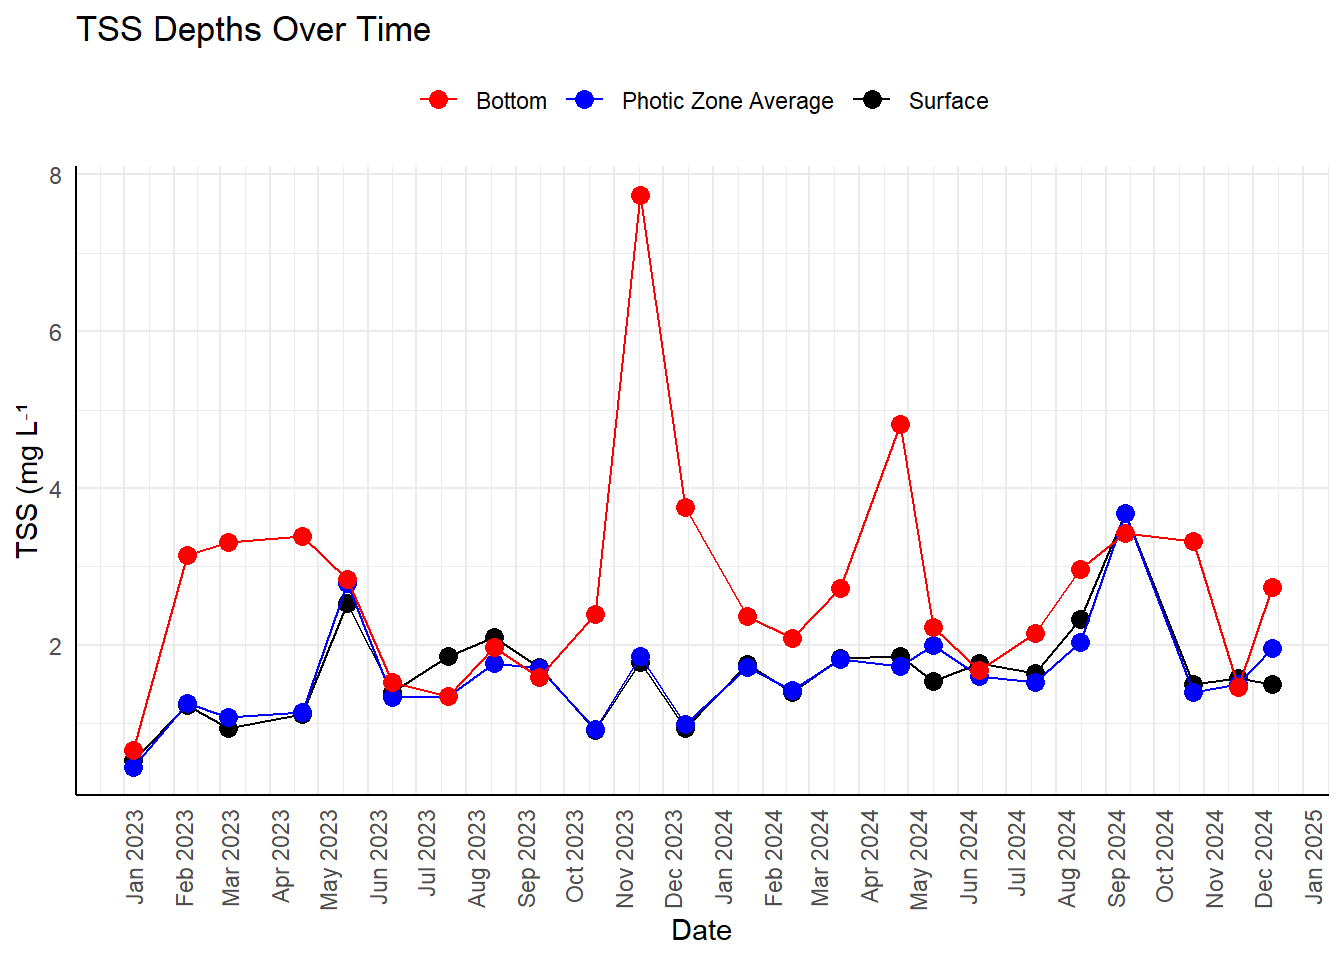 TSS Depths Over Time
Bottom Photic Zone Average Surface
TSS (mg L⁻¹
8
6
4
2
Jan 2023
Feb 2023
Mar 2023
Apr 2023
May 2023
Jun 2023
Jul 2023
Aug 2023
Sep 2023
Oct 2023
Nov 2023
Dec 2023
Jan 2024
Feb 2024
Mar 2024
Apr 2024
May 2024
Jun 2024
Jul 2024
Aug 2024
Sep 2024
Oct 2024
Nov 2024
Dec 2024
Jan 2025
Date